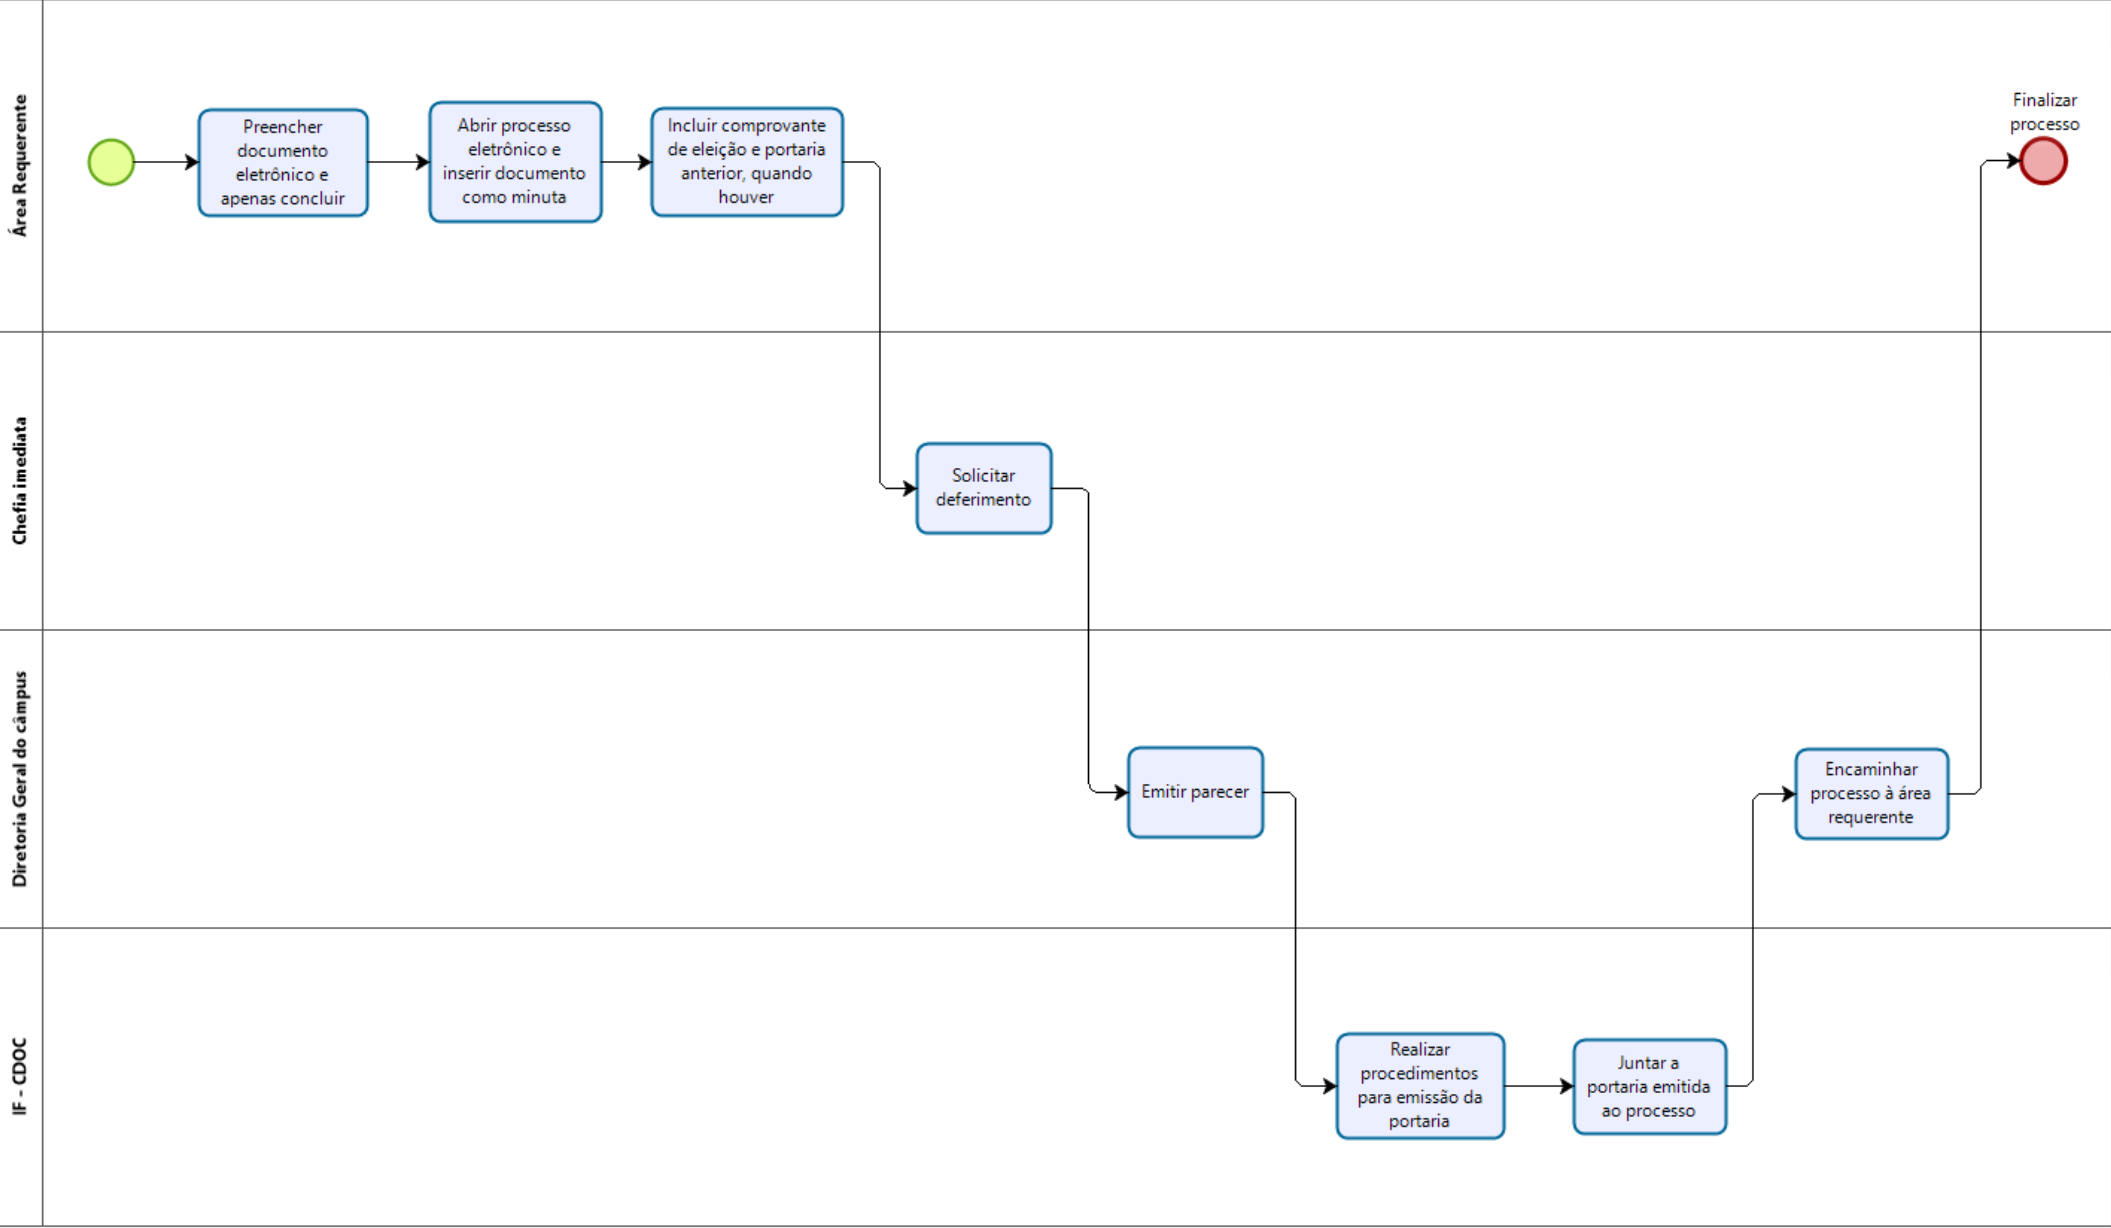 Área Requerente
Preencher
documento
eletrônico e
apenas concluir
Abrir processo
eletrônico e
inserir documento
como minuta
Incluir comprovante
de eleição e portaria
anterior, quando
houver
Finalizar
processo
Chefia imediata
Solicitar
deferimento
Diretoria Geral do câmpus
Emitir parecer
Encaminhar
processo à área
requerente
IF - CDOC
Realizar
procedimentos
para emissão da
portaria
Juntar a
portaria emitida
ao processo